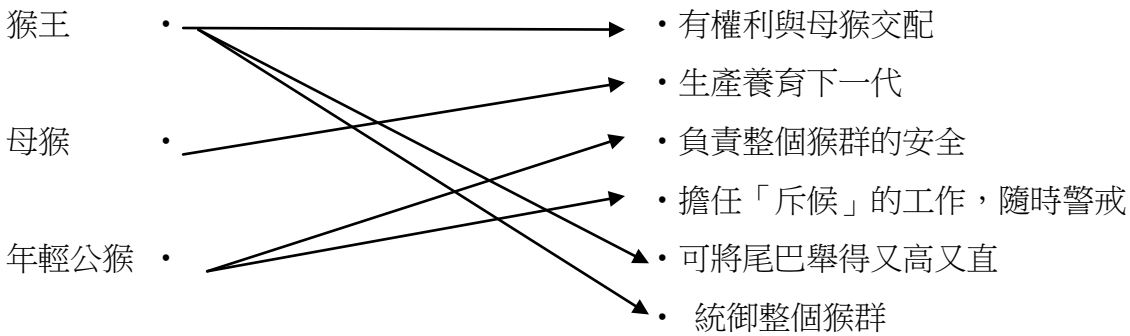 猴王 •
• 有權利與母猴交配
• 生產養育下一代
母猴 •
• 負責整個猴群的安全
• 擔任「斥候」的工作，隨時警戒
年輕公猴 •
• 可將尾巴舉得又高又直
• 統御整個猴群